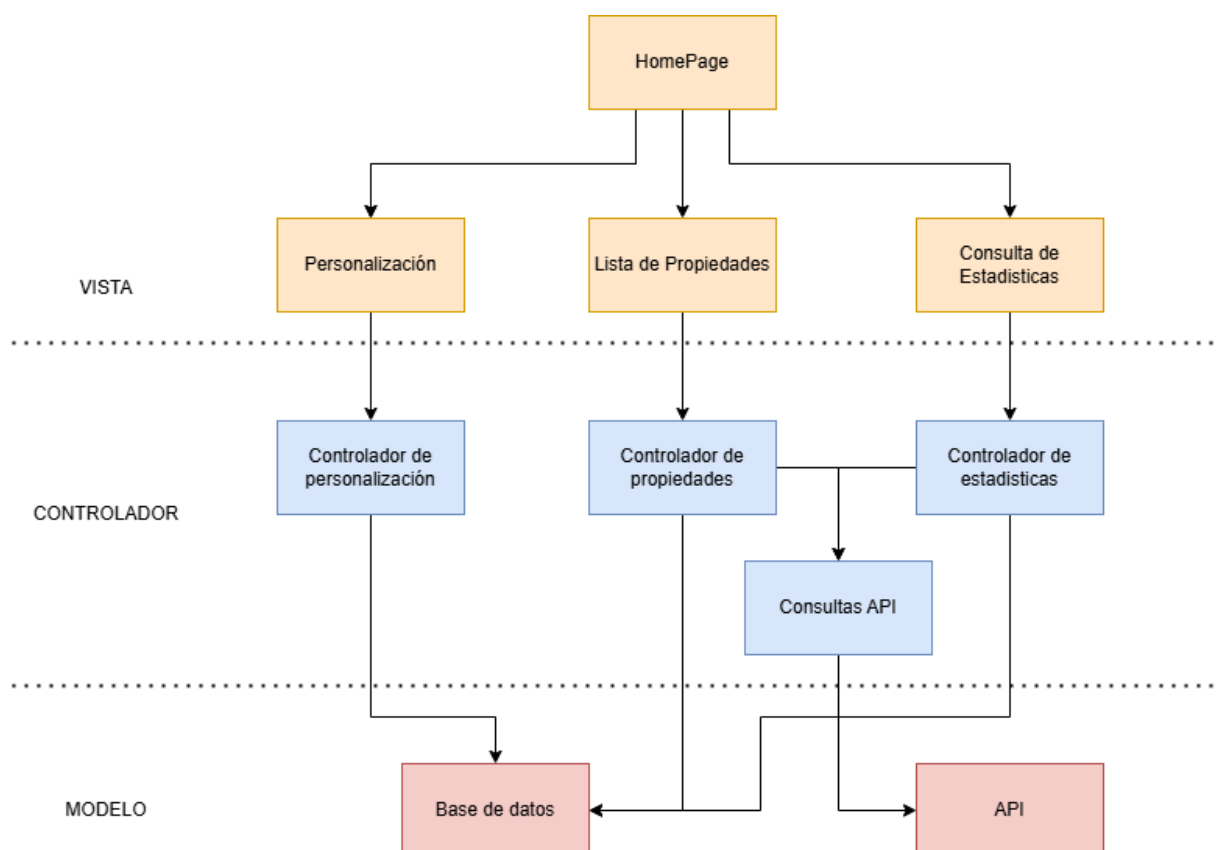 HomePage
Personalización
Lista de Propiedades
Consulta de
Estadisticas
VISTA
Controlador de
personalización
Controlador de
propiedades
Controlador de
estadisticas
CONTROLADOR
Consultas API
MODELO
Base de datos
API